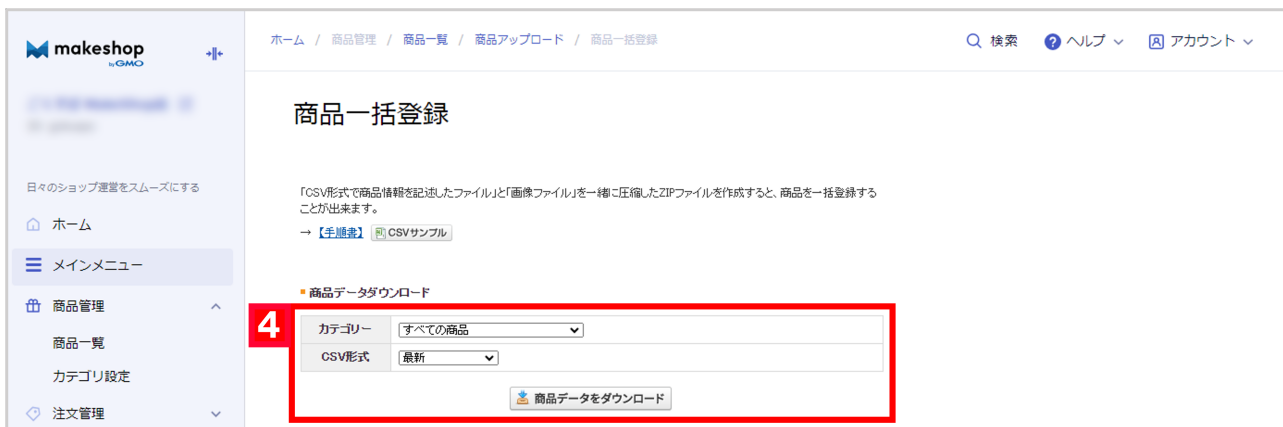 makeshop
by GMO
ホーム / 商品管理 / 商品一覧 / 商品アップロード / 商品一括登録
検索
ヘルプ
アカウント
日々のショップ運営をスムーズにする
ホーム
メインメニュー
商品管理
商品一覧
カテゴリ設定
注文管理
商品一括登録
「CSV形式で商品情報を記述したファイル」と「画像ファイル」を一緒に圧縮したZIPファイルを作成すると、商品を一括登録する
ことが出来ます。
→ 【手順書】 CSVサンプル
商品データダウンロード
4
カテゴリー すべての商品
CSV形式 最新
商品データをダウンロード